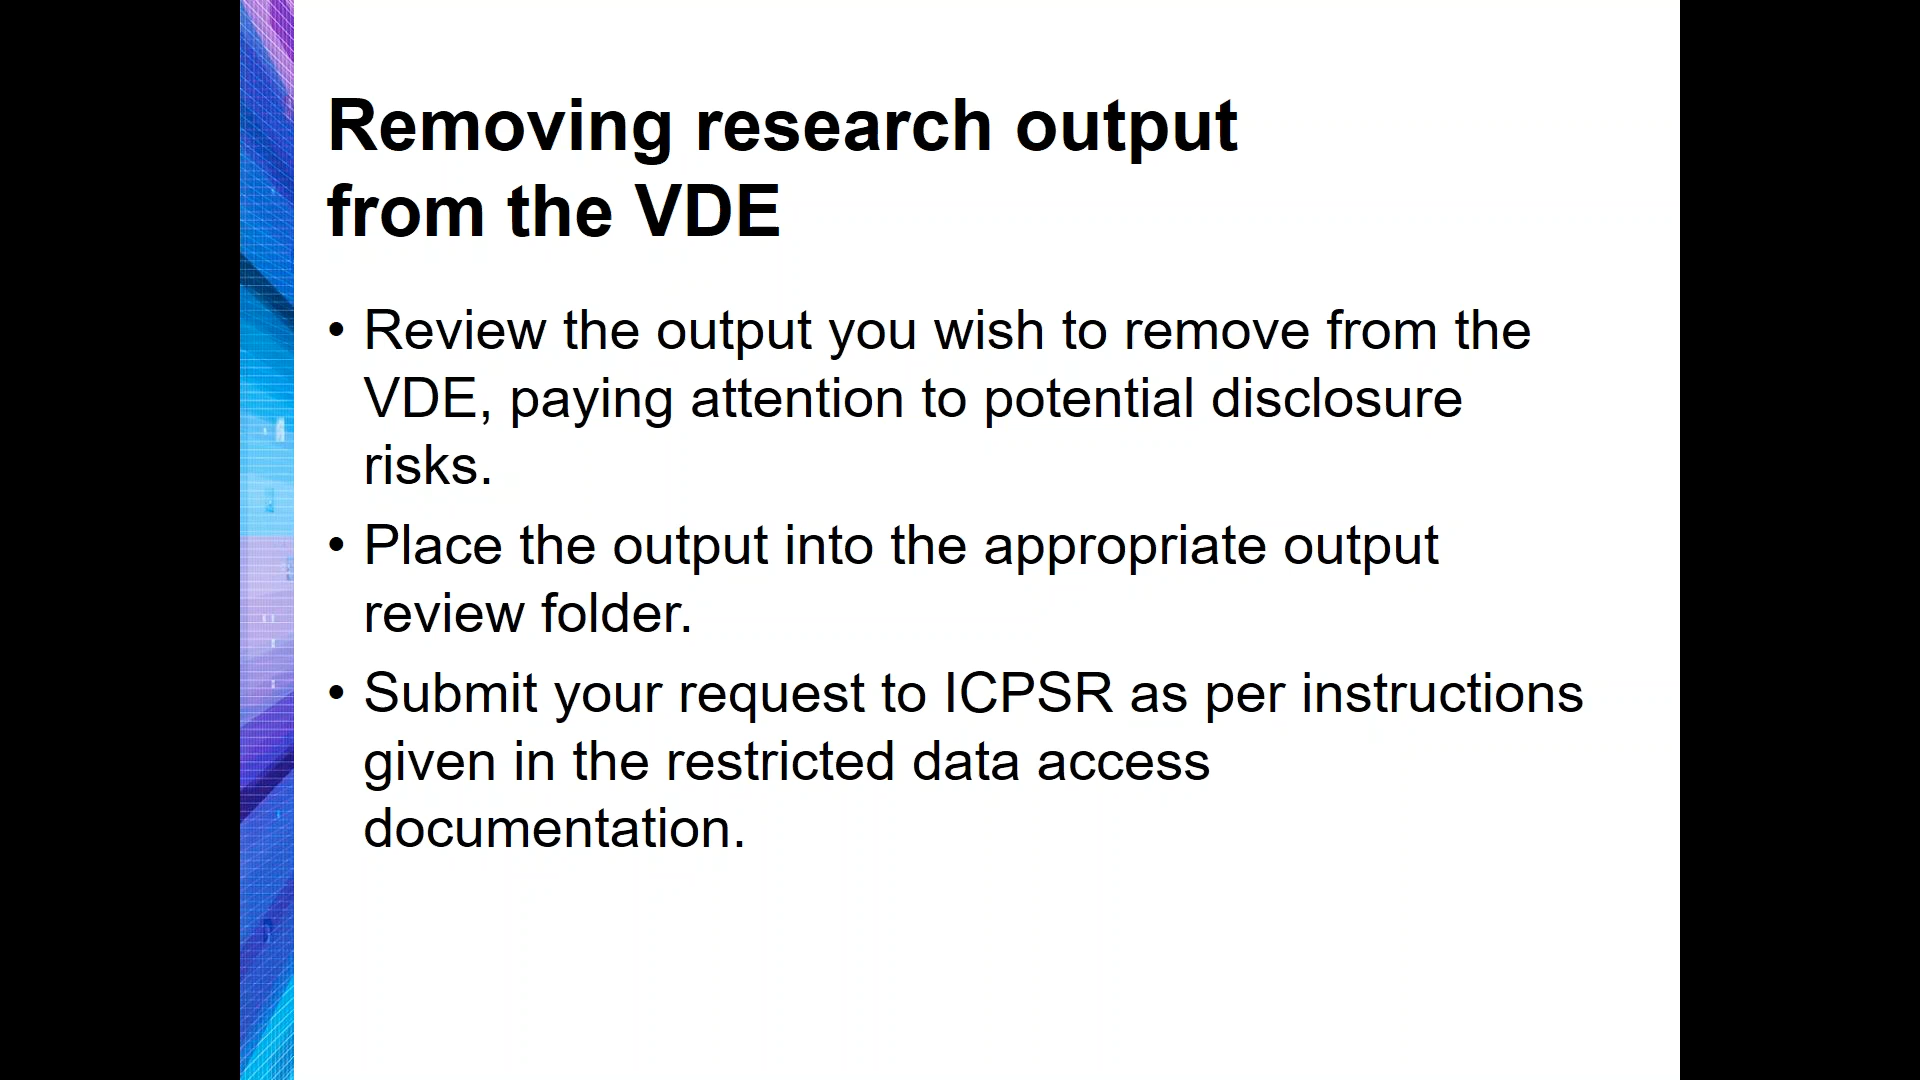 Removing research output
from the VDE
• Review the output you wish to remove from the
VDE, paying attention to potential disclosure
risks.
• Place the output into the appropriate output
review folder.
• Submit your request to ICPSR as per instructions
given in the restricted data access
documentation.